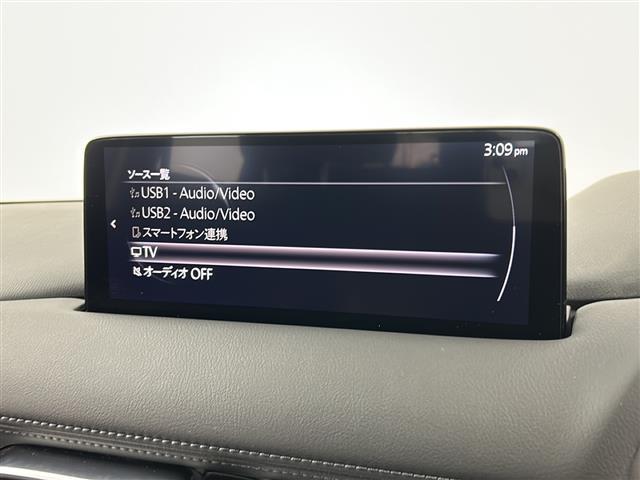 3:09 pm
ソース一覧
USB1 - Audio/Video
USB2 - Audio/Video
スマートフォン連携
TV
オーディオ OFF